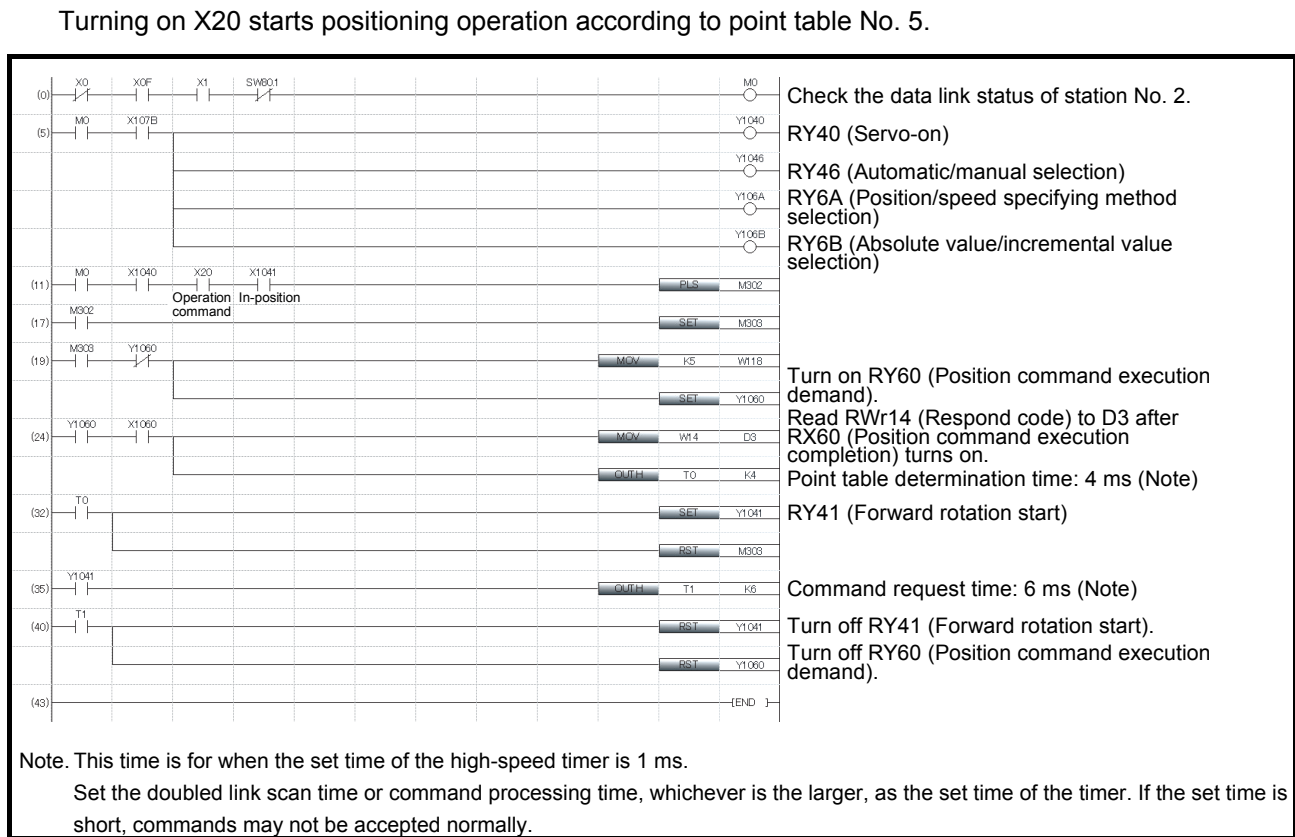 Turning on X20 starts positioning operation according to point table No. 5.
X0 X0F X1 SW80.1 M0
(0) Check the data link status of station No. 2.
M0 X107B Y1040
(5) RY40 (Servo-on)
Y1046
RY46 (Automatic/manual selection)
Y106A
RY6A (Position/speed specifying method
selection)
Y106B
RY6B (Absolute value/incremental value
selection)
M0 X1040 X20 X1041
(11) PLS M302
Operation In-position
command
M302
(17) SET M303
M303 Y1060
(19) MOV K5 W118
Turn on RY60 (Position command execution
SET Y1060 demand).
Read RWr14 (Respond code) to D3 after
Y1060 X1060
(24) MOV W14 D3 RX60 (Position command execution
completion) turns on.
OUTH T0 K4 Point table determination time: 4 ms (Note)
T0
(32) SET Y1041 RY41 (Forward rotation start)
RST M303
Y1041
(35) OUTH T1 K6 Command request time: 6 ms (Note)
T1
(40) RST Y1041 Turn off RY41 (Forward rotation start).
Turn off RY60 (Position command execution
RST Y1060 demand).
(43) [END ]
Note. This time is for when the set time of the high-speed timer is 1 ms.
Set the doubled link scan time or command processing time, whichever is the larger, as the set time of the timer. If the set time is
short, commands may not be accepted normally.